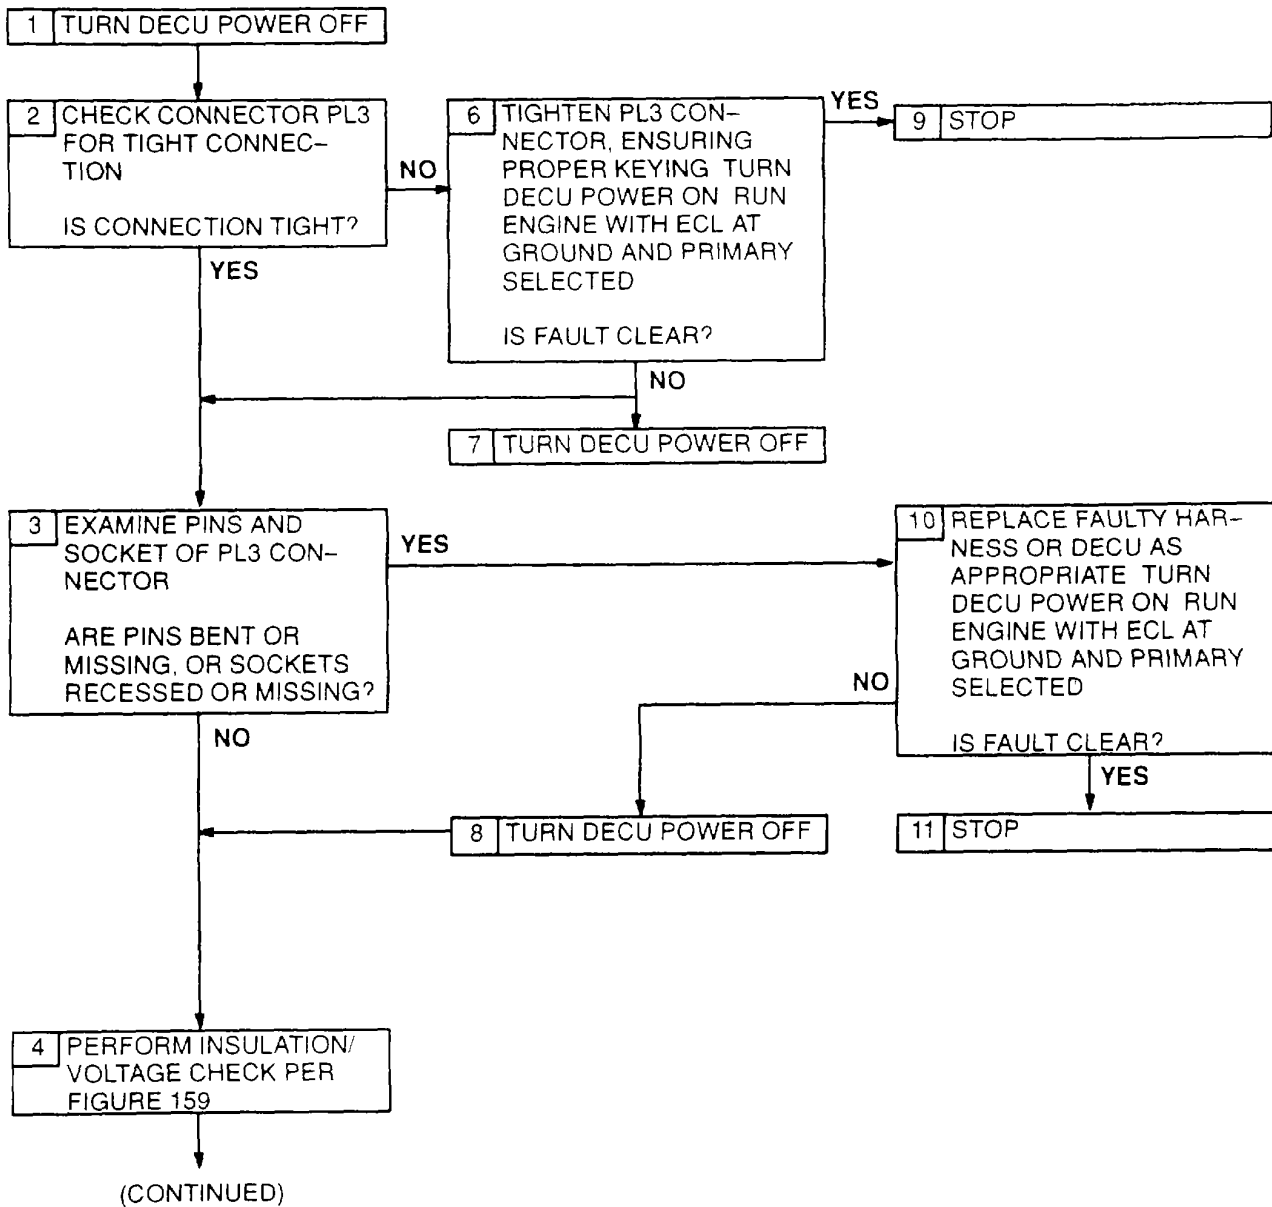 1 TURN DECU POWER OFF
2 CHECK CONNECTOR PL3
FOR TIGHT CONNEC-
TION
IS CONNECTION TIGHT?
NO
YES
6 TIGHTEN PL3 CON-
NECTOR, ENSURING
PROPER KEYING TURN
DECU POWER ON RUN
ENGINE WITH ECL AT
GROUND AND PRIMARY
SELECTED
IS FAULT CLEAR?
YES
9 STOP
NO
7 TURN DECU POWER OFF
3 EXAMINE PINS AND
SOCKET OF PL3 CON-
NECTOR
ARE PINS BENT OR
MISSING, OR SOCKETS
RECESSED OR MISSING?
YES
NO
10 REPLACE FAULTY HAR-
NESS OR DECU AS
APPROPRIATE TURN
DECU POWER ON RUN
ENGINE WITH ECL AT
GROUND AND PRIMARY
SELECTED
IS FAULT CLEAR?
NO
YES
8 TURN DECU POWER OFF
11 STOP
4 PERFORM INSULATION/
VOLTAGE CHECK PER
FIGURE 159
(CONTINUED)